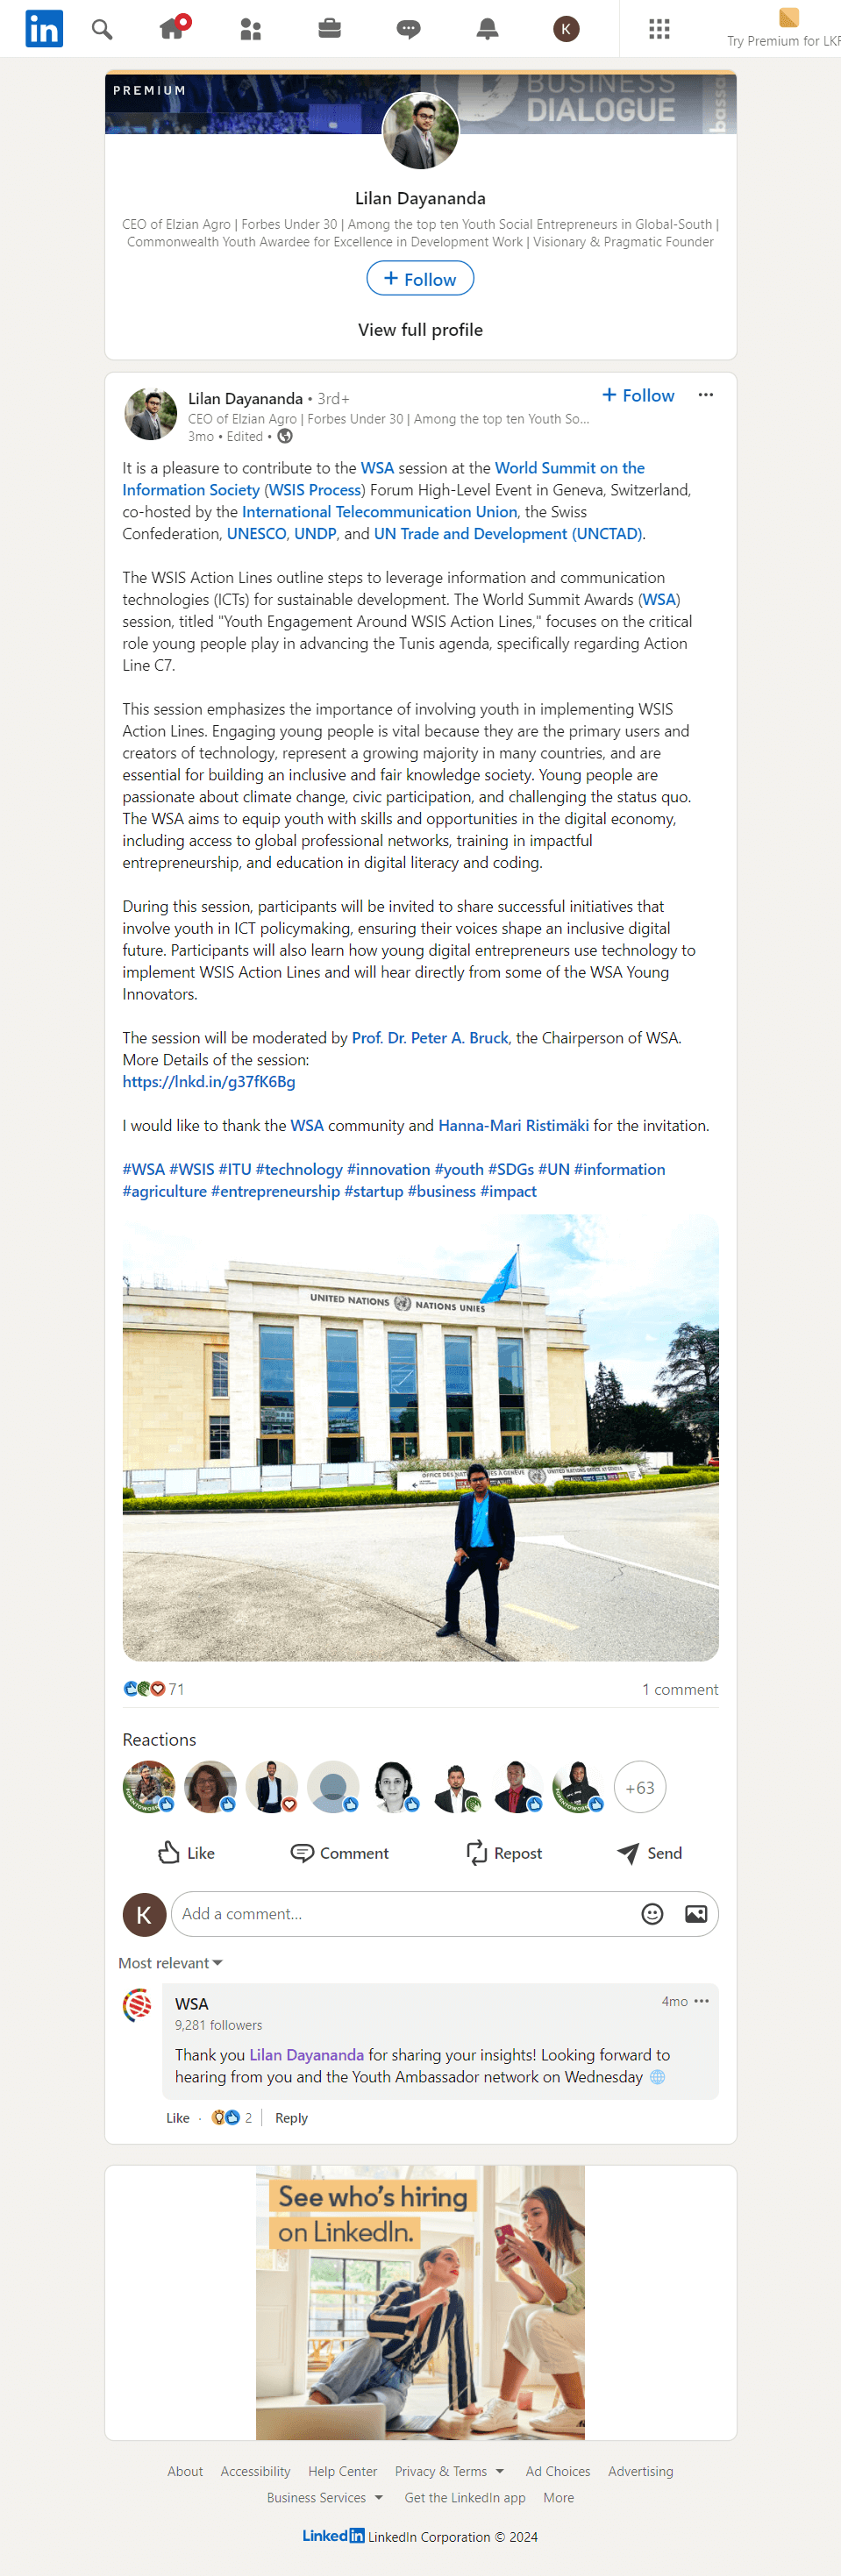 in
K
Try Premium for LKR
PREMIUM
BUSINESS
DIALOGUE
bassa
Lilan Dayananda
CEO of Elzian Agro | Forbes Under 30 | Among the top ten Youth Social Entrepreneurs in Global-South |
Commonwealth Youth Awardee for Excellence in Development Work | Visionary & Pragmatic Founder
+ Follow
View full profile
Lilan Dayananda • 3rd+
+ Follow
CEO of Elzian Agro | Forbes Under 30 | Among the top ten Youth So...
3mo • Edited •
It is a pleasure to contribute to the WSA session at the World Summit on the
Information Society (WSIS Process) Forum High-Level Event in Geneva, Switzerland,
co-hosted by the International Telecommunication Union, the Swiss
Confederation, UNESCO, UNDP, and UN Trade and Development (UNCTAD).
The WSIS Action Lines outline steps to leverage information and communication
technologies (ICTs) for sustainable development. The World Summit Awards (WSA)
session, titled "Youth Engagement Around WSIS Action Lines," focuses on the critical
role young people play in advancing the Tunis agenda, specifically regarding Action
Line C7.
This session emphasizes the importance of involving youth in implementing WSIS
Action Lines. Engaging young people is vital because they are the primary users and
creators of technology, represent a growing majority in many countries, and are
essential for building an inclusive and fair knowledge society. Young people are
passionate about climate change, civic participation, and challenging the status quo.
The WSA aims to equip youth with skills and opportunities in the digital economy,
including access to global professional networks, training in impactful
entrepreneurship, and education in digital literacy and coding.
During this session, participants will be invited to share successful initiatives that
involve youth in ICT policymaking, ensuring their voices shape an inclusive digital
future. Participants will also learn how young digital entrepreneurs use technology to
implement WSIS Action Lines and will hear directly from some of the WSA Young
Innovators.
The session will be moderated by Prof. Dr. Peter A. Bruck, the Chairperson of WSA.
More Details of the session:
https://lnkd.in/g37fK6Bg
I would like to thank the WSA community and Hanna-Mari Ristimäki for the invitation.
#WSA #WSIS #ITU #technology #innovation #youth #SDGs #UN #information
#agriculture #entrepreneurship #startup #business #impact
UNITED NATIONS NATIONS UNIES
71
1 comment
Reactions
+63
Like
Comment
Repost
Send
K
Add a comment...
Most relevant
WSA
4mo
9,281 followers
Thank you Lilan Dayananda for sharing your insights! Looking forward to
hearing from you and the Youth Ambassador network on Wednesday
Like · 2 | Reply
See who's hiring
on LinkedIn.
About Accessibility Help Center Privacy & Terms Ad Choices Advertising
Business Services Get the LinkedIn app More
LinkedIn LinkedIn Corporation © 2024